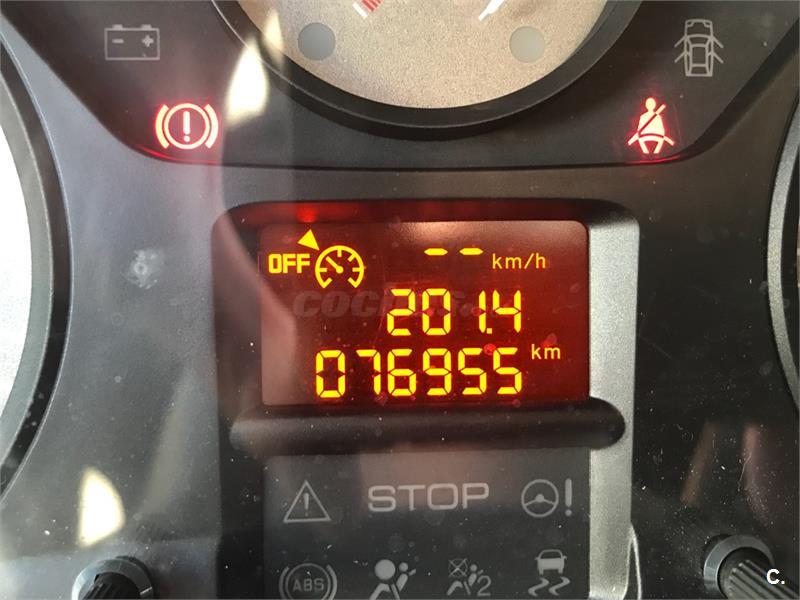 OFF
-- km/h
201.4
076955 km
STOP
ABS
2
C.